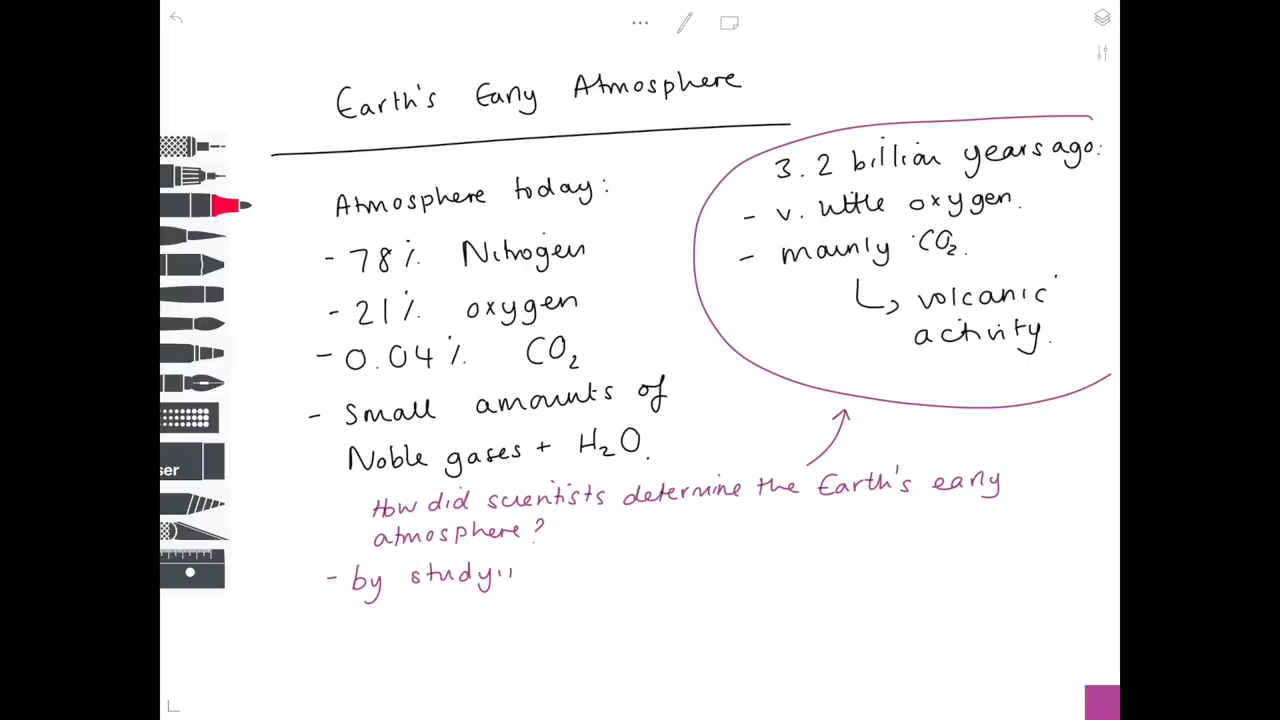 Earth's Early Atmosphere
Atmosphere today:
- 78% Nitrogen
- 21% oxygen
- 0.04% CO₂
- Small amounts of
Noble gases + H₂O.
3.2 billion years ago:
- v. little oxygen.
- mainly CO₂.
↳ volcanic
activity.
How did scientists determine the Earth's early
atmosphere?
- by study
ser